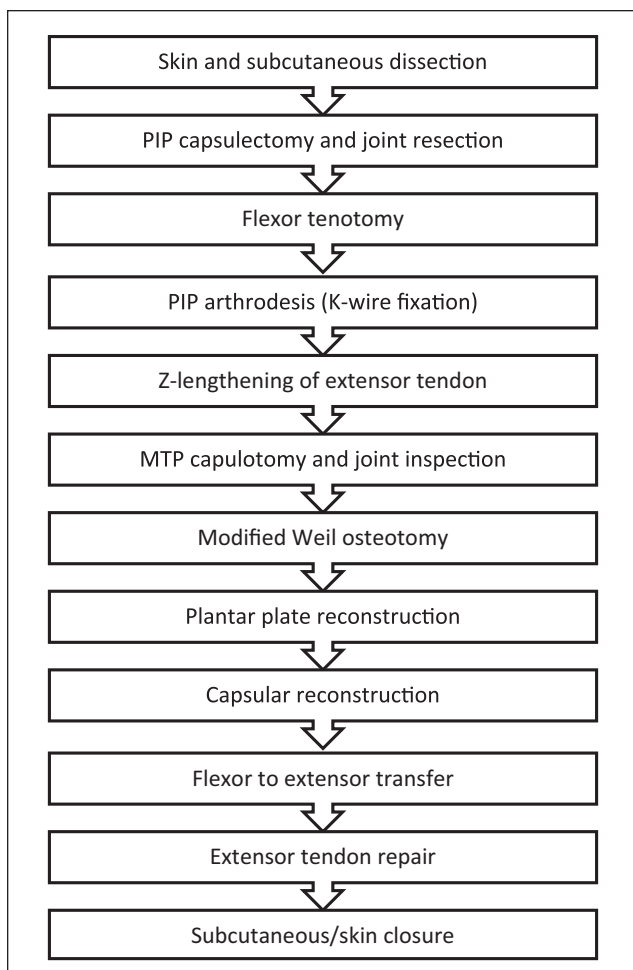 Skin and subcutaneous dissection
PIP capsulectomy and joint resection
Flexor tenotomy
PIP arthrodesis (K-wire fixation)
Z-lengthening of extensor tendon
MTP capulotomy and joint inspection
Modified Weil osteotomy
Plantar plate reconstruction
Capsular reconstruction
Flexor to extensor transfer
Extensor tendon repair
Subcutaneous/skin closure